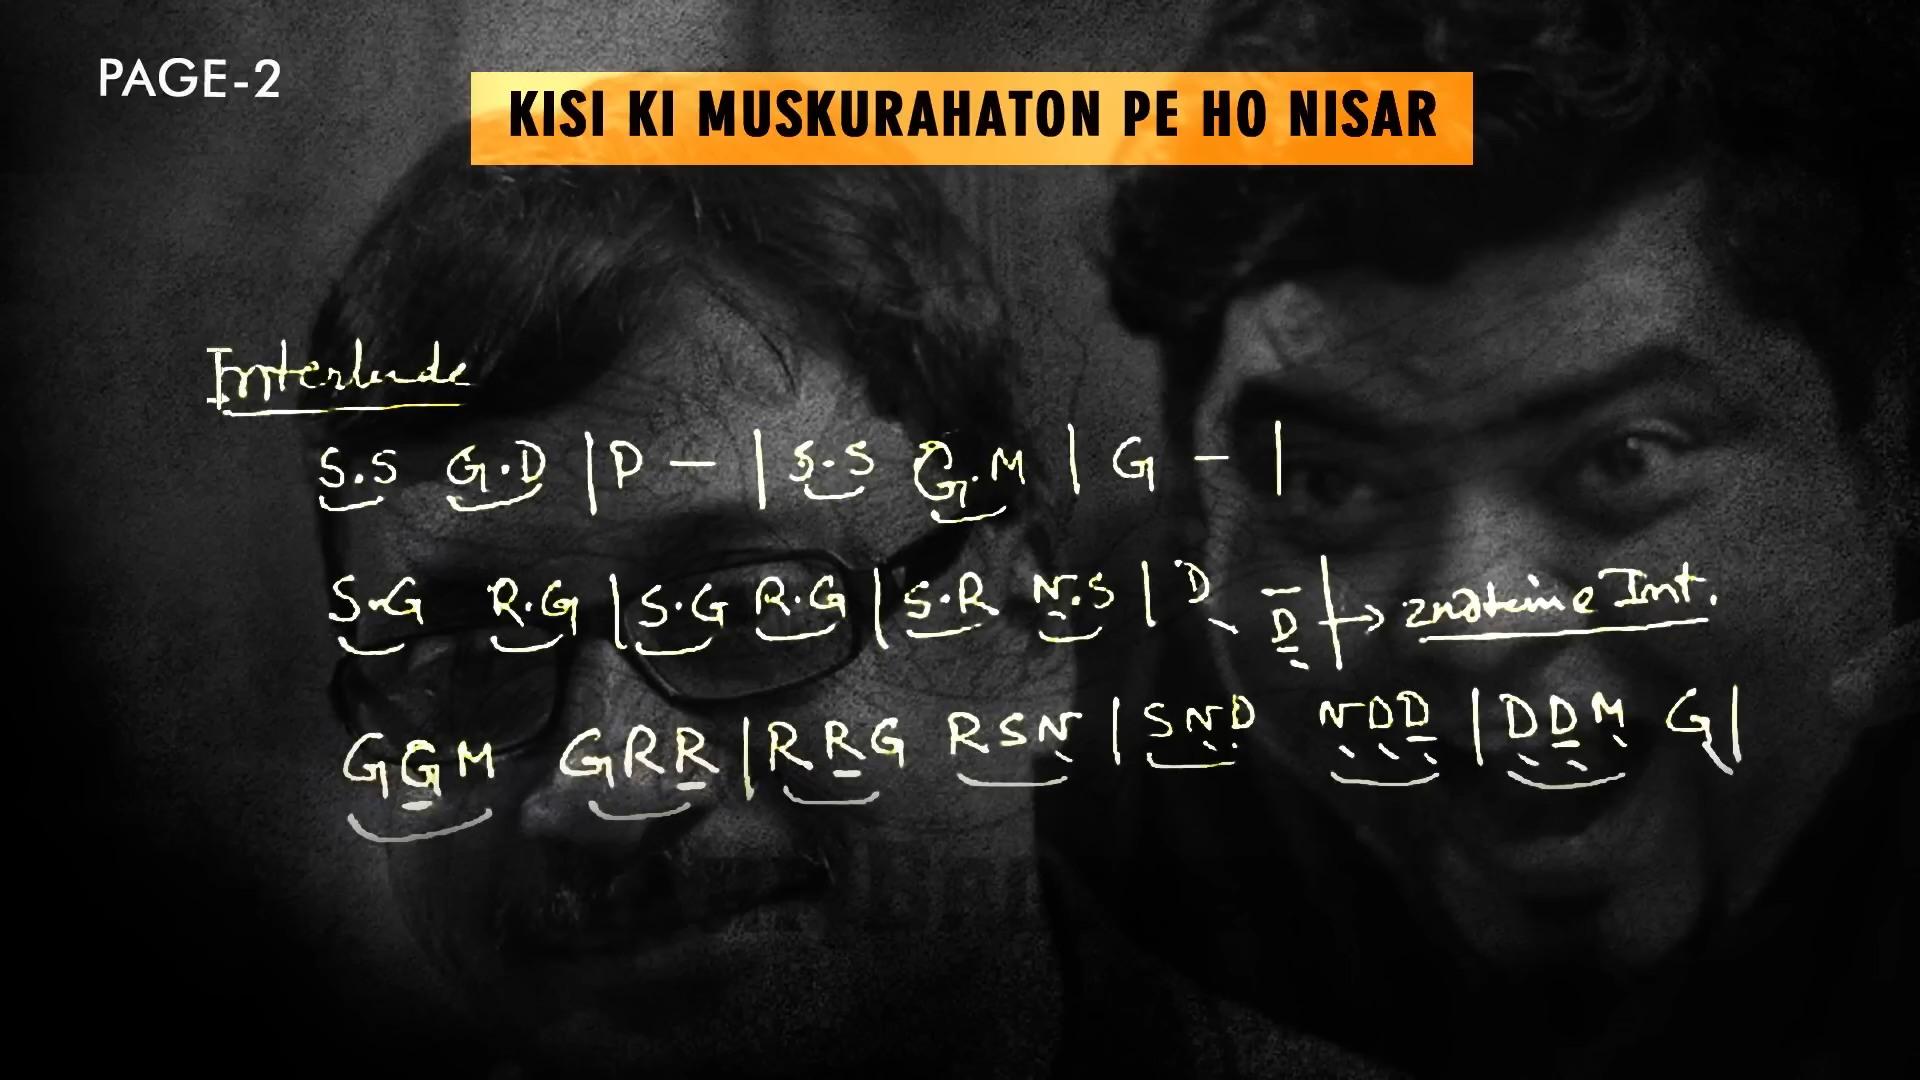 PAGE-2
KISI KI MUSKURAHATON PE HO NISAR
Interlude
S.S G.D | P – | S.S G.M | G – |
S.G R.G | S.G R.G | S.R N.S | D – D | → 2nd time Int.
GGM GRR | RRG RSN | SND NDD | DDM G |